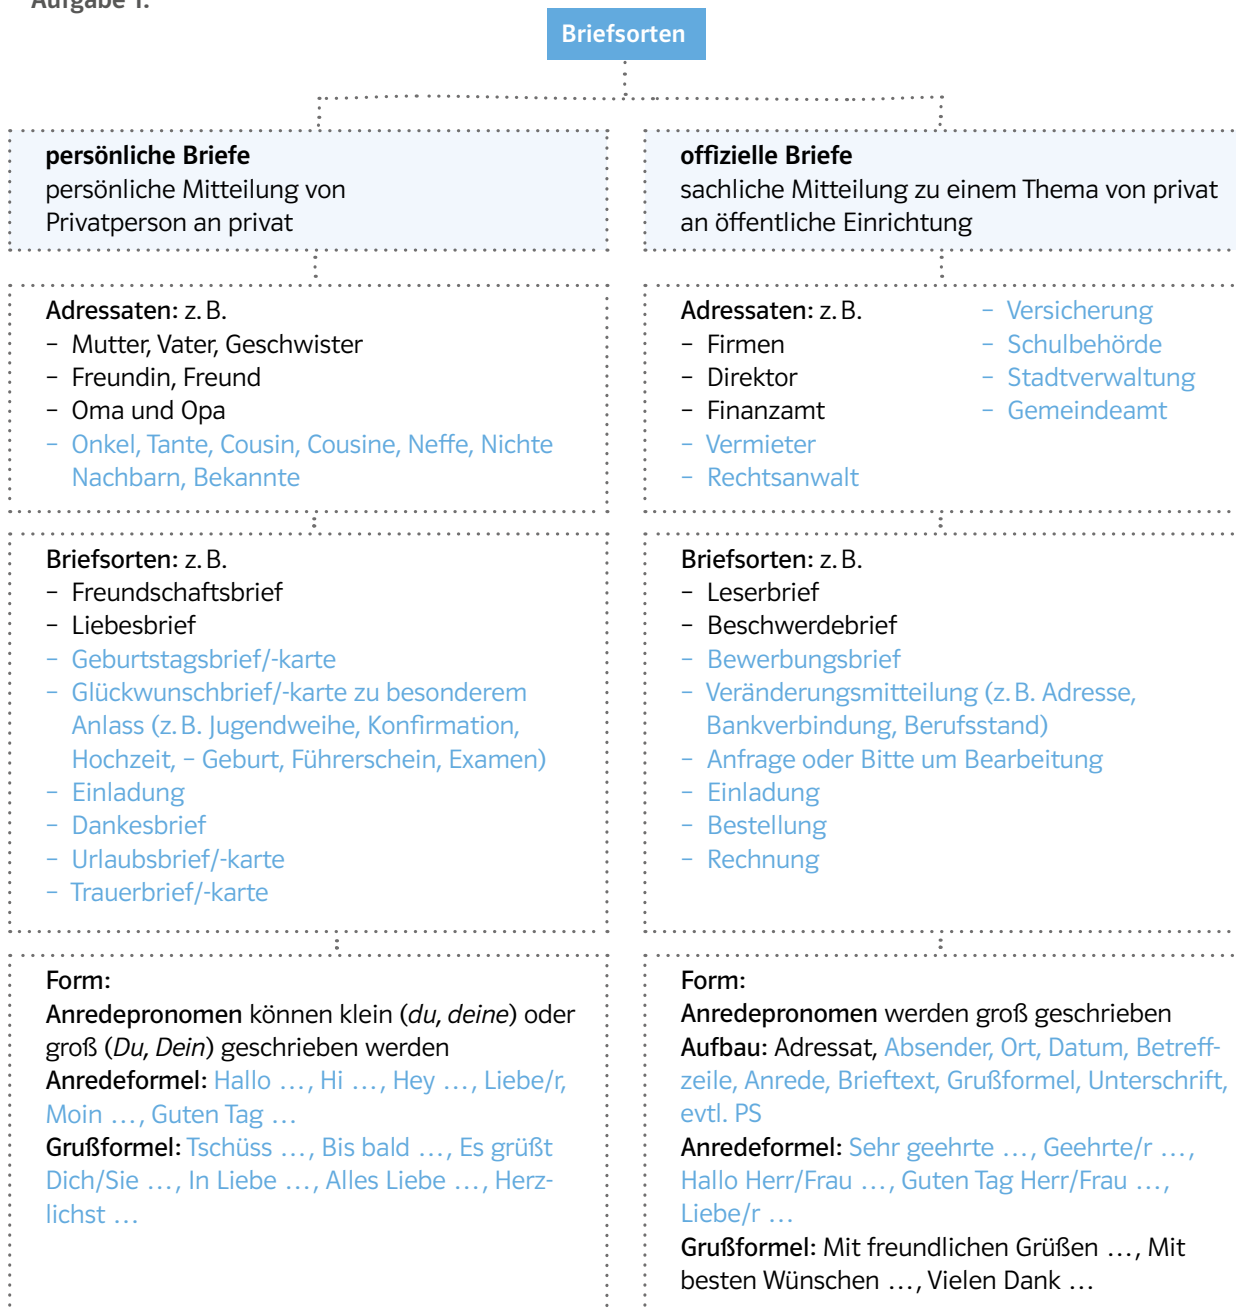 Aufgabe 1:
Briefsorten
persönliche Briefe
persönliche Mitteilung von
Privatperson an privat
offizielle Briefe
sachliche Mitteilung zu einem Thema von privat
an öffentliche Einrichtung
Adressaten: z. B.
– Mutter, Vater, Geschwister
– Freundin, Freund
– Oma und Opa
– Onkel, Tante, Cousin, Cousine, Neffe, Nichte
Nachbarn, Bekannte
Adressaten: z. B.
– Firmen
– Direktor
– Finanzamt
– Vermieter
– Rechtsanwalt
– Versicherung
– Schulbehörde
– Stadtverwaltung
– Gemeindeamt
Briefsorten: z. B.
– Freundschaftsbrief
– Liebesbrief
– Geburtstagsbrief/-karte
– Glückwunschbrief/-karte zu besonderem
Anlass (z. B. Jugendweihe, Konfirmation,
Hochzeit, – Geburt, Führerschein, Examen)
– Einladung
– Dankesbrief
– Urlaubsbrief/-karte
– Trauerbrief/-karte
Briefsorten: z. B.
– Leserbrief
– Beschwerdebrief
– Bewerbungsbrief
– Veränderungsmitteilung (z. B. Adresse,
Bankverbindung, Berufsstand)
– Anfrage oder Bitte um Bearbeitung
– Einladung
– Bestellung
– Rechnung
Form:
Anredepronomen können klein (du, deine) oder
groß (Du, Dein) geschrieben werden
Anredeformel: Hallo …, Hi …, Hey …, Liebe/r,
Moin …, Guten Tag …
Grußformel: Tschüss …, Bis bald …, Es grüßt
Dich/Sie …, In Liebe …, Alles Liebe …, Herz-
lichst …
Form:
Anredepronomen werden groß geschrieben
Aufbau: Adressat, Absender, Ort, Datum, Betreff-
zeile, Anrede, Brieftext, Grußformel, Unterschrift,
evtl. PS
Anredeformel: Sehr geehrte …, Geehrte/r …,
Hallo Herr/Frau …, Guten Tag Herr/Frau …,
Liebe/r …
Grußformel: Mit freundlichen Grüßen …, Mit
besten Wünschen …, Vielen Dank …